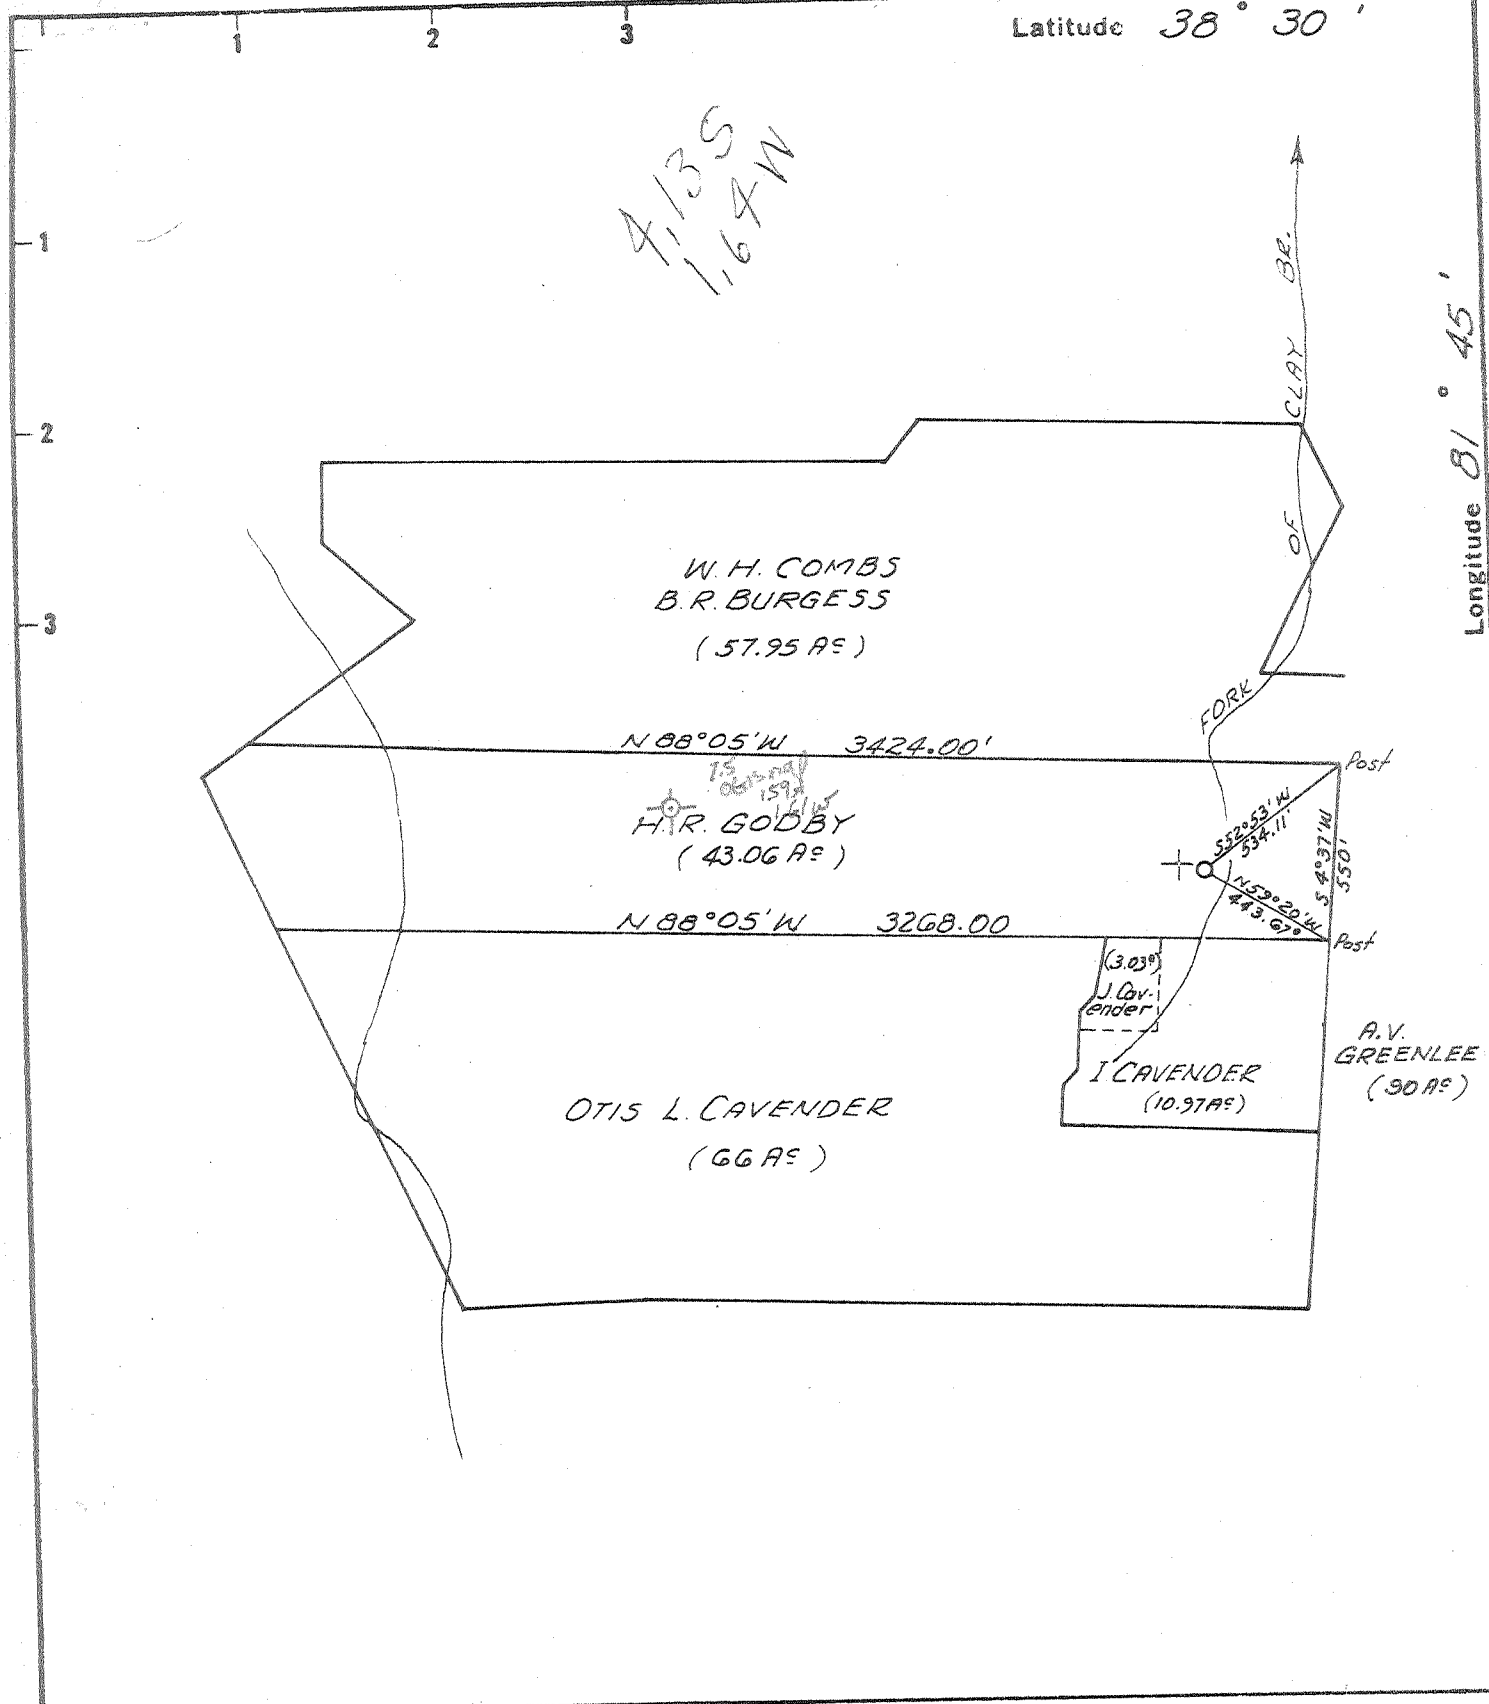 Latitude 38° 30'
1 2 3
4,13 S
1,64 W
1
2
3
Longitude 81° 45'
FORK OF CLAY BR.
W. H. COMBS
B. R. BURGESS
(57.95 Ac)
N 88°05' W 3424.00'
Post
7.5
H. R. GODBY
(43.06 Ac)
S52°53' W
534.11'
S 4°37' W
550'
N59°20' W
443.67'
N 88°05' W 3268.00
Post
(3.03)
J. Cav-
ender
I CAVENDER
(10.97 Ac)
A. V.
GREENLEE
(90 Ac)
OTIS L. CAVENDER
(66 Ac)